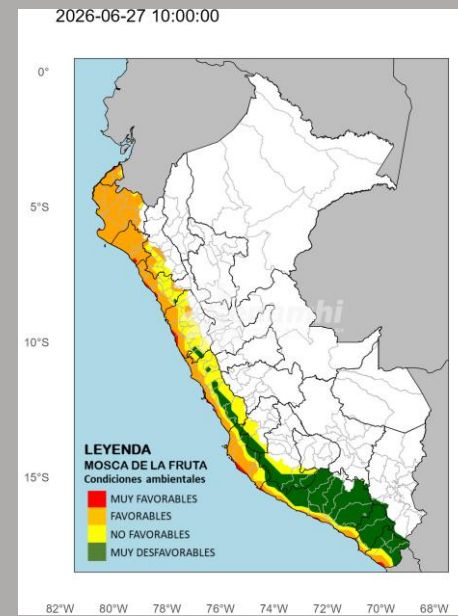 2026-06-27 10:00:00
0°
5°S
10°S
15°S
LEYENDA
MOSCA DE LA FRUTA
Condiciones ambientales
MUY FAVORABLES
FAVORABLES
NO FAVORABLES
MUY DESFAVORABLES
82°W 80°W 78°W 76°W 74°W 72°W 70°W 68°W